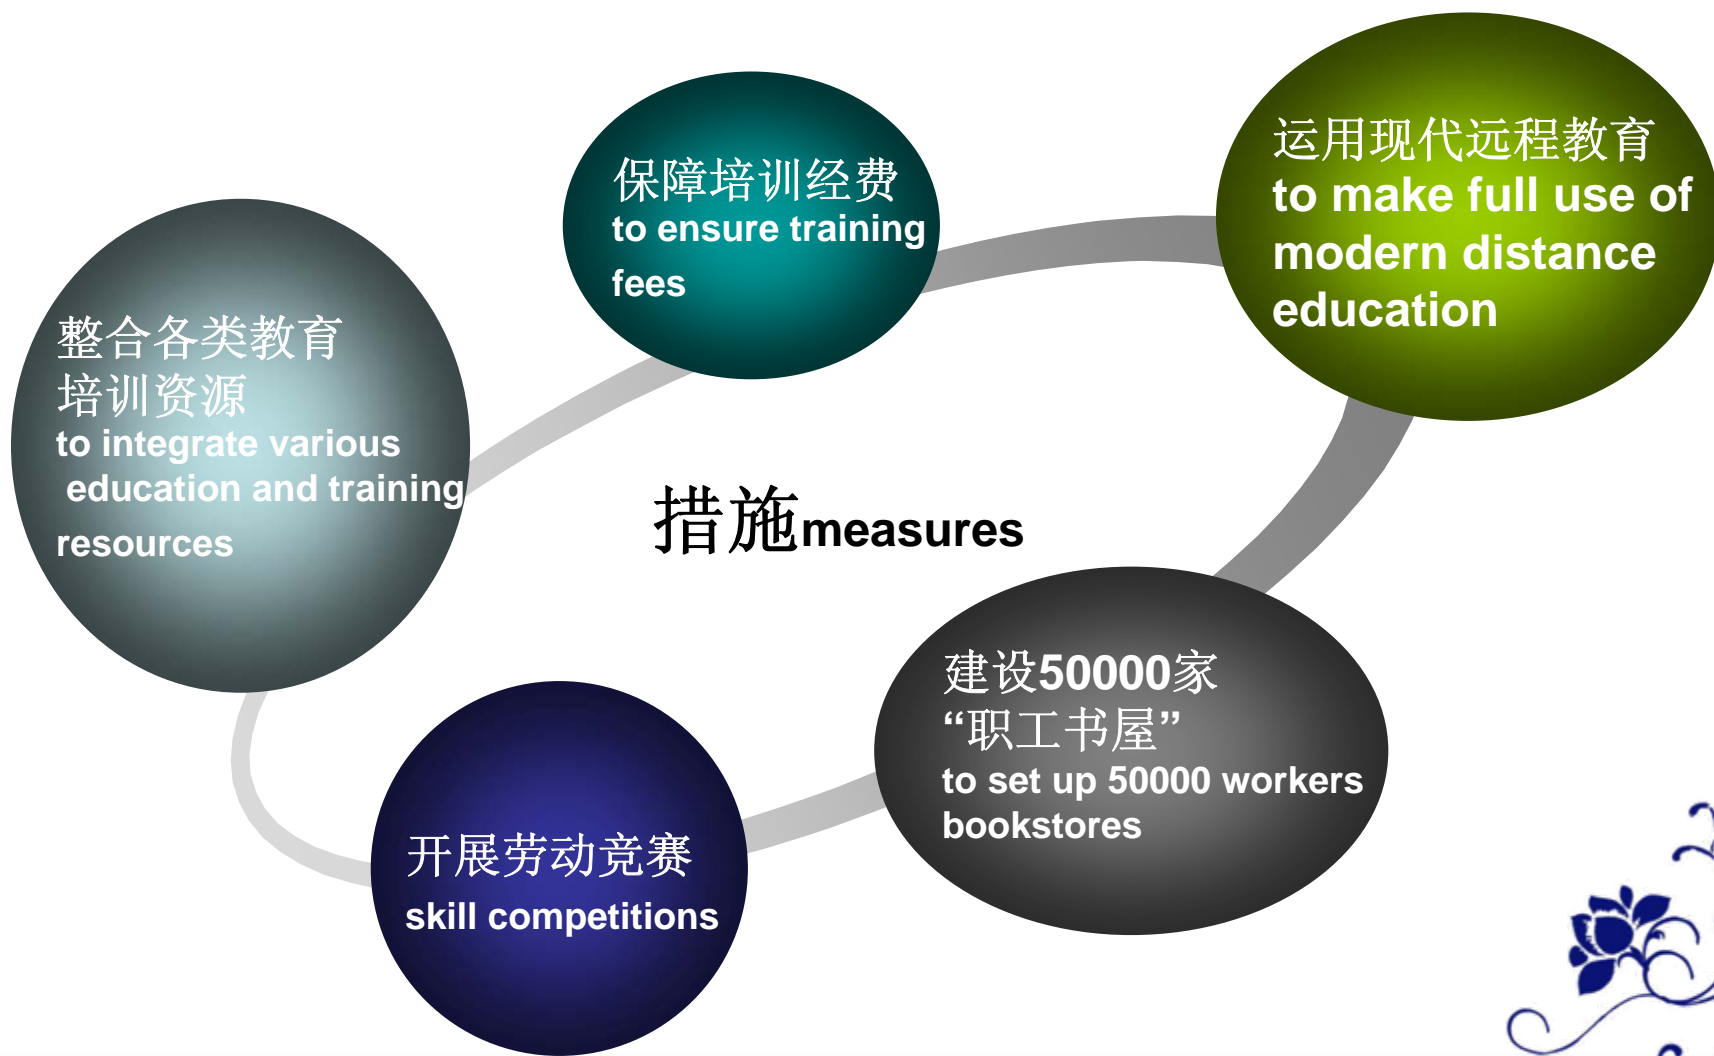 保障培训经费
to ensure training
fees
运用现代远程教育
to make full use of
modern distance
education
整合各类教育
培训资源
to integrate various
education and training
resources
措施measures
建设50000家
“职工书屋”
to set up 50000 workers
bookstores
开展劳动竞赛
skill competitions